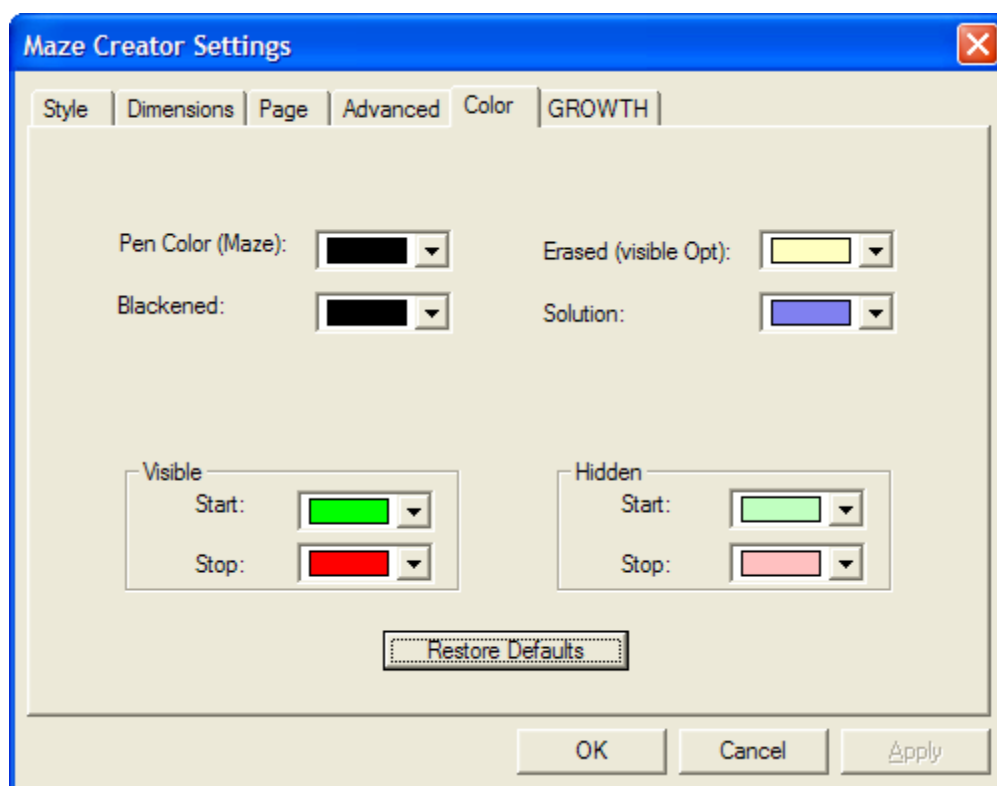 Maze Creator Settings
Style Dimensions Page Advanced Color GROWTH
Pen Color (Maze): Erased (visible Opt):
Blackened: Solution:
Visible Hidden
Start: Start:
Stop: Stop:
Restore Defaults
OK Cancel Apply